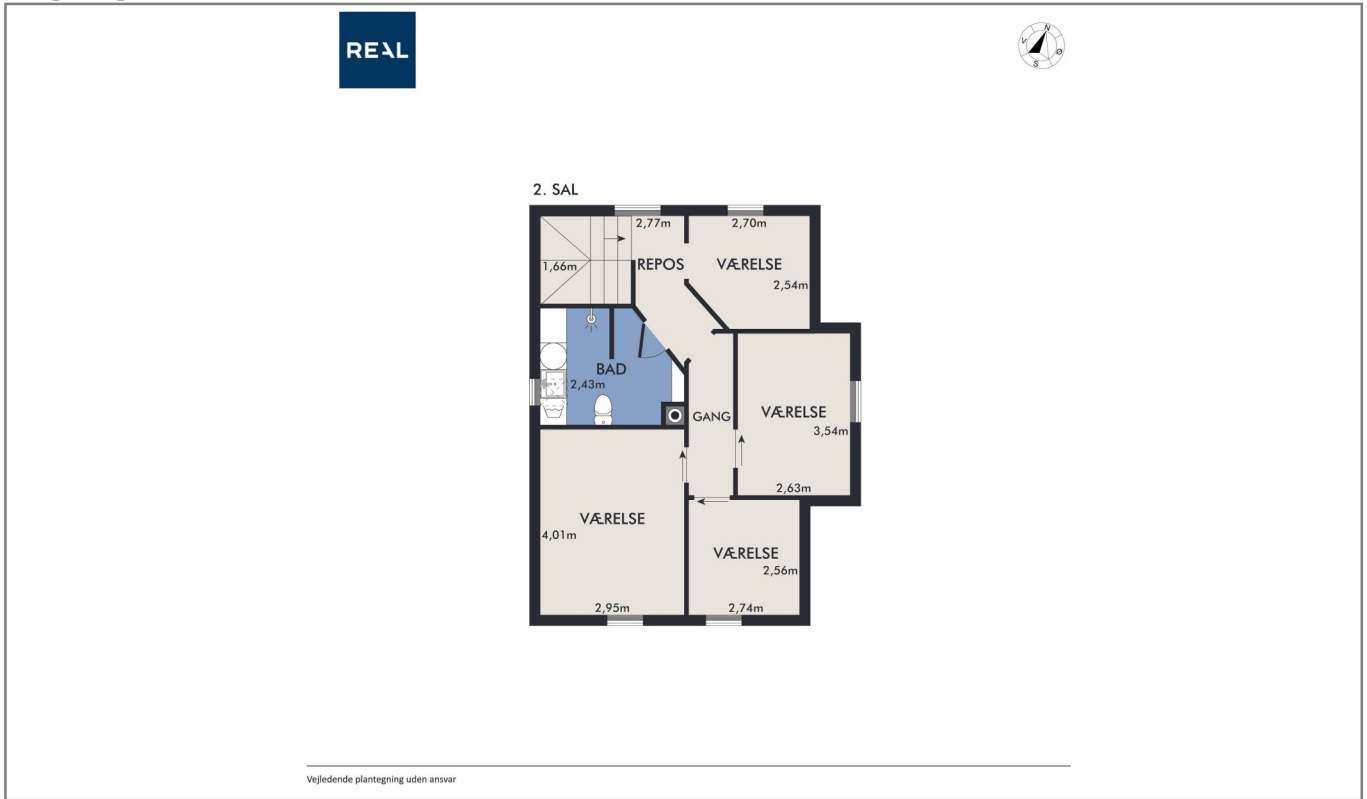 REAL
N
V
Ø
S
2. SAL
2,77m
2,70m
1,66m
REPOS
VÆRELSE
2,54m
BAD
2,43m
GANG
VÆRELSE
3,54m
2,63m
VÆRELSE
4,01m
2,95m
VÆRELSE
2,56m
2,74m
Vejledende plantegning uden ansvar